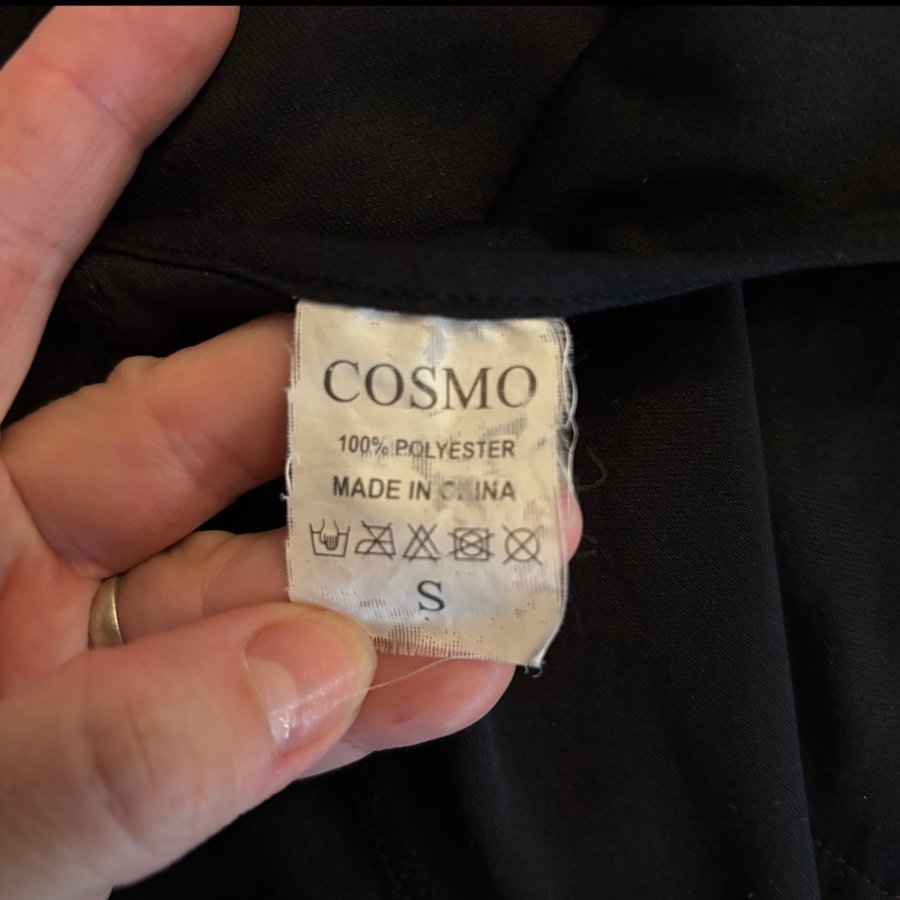 COSMO
100% POLYESTER
MADE IN CHINA
S